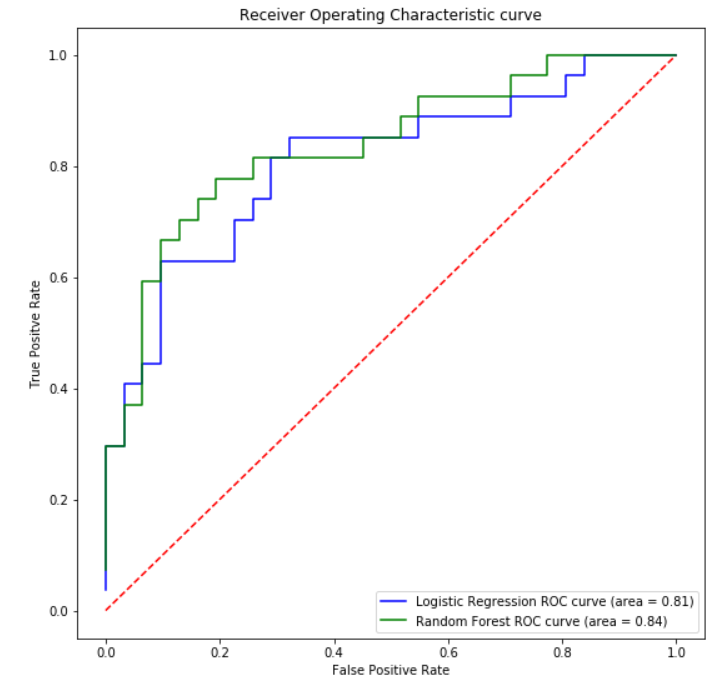 Receiver Operating Characteristic curve
1.0
0.8
0.6
0.4
0.2
0.0
True Positve Rate
0.0
0.2
0.4
0.6
0.8
1.0
False Positive Rate
Logistic Regression ROC curve (area = 0.81)
Random Forest ROC curve (area = 0.84)